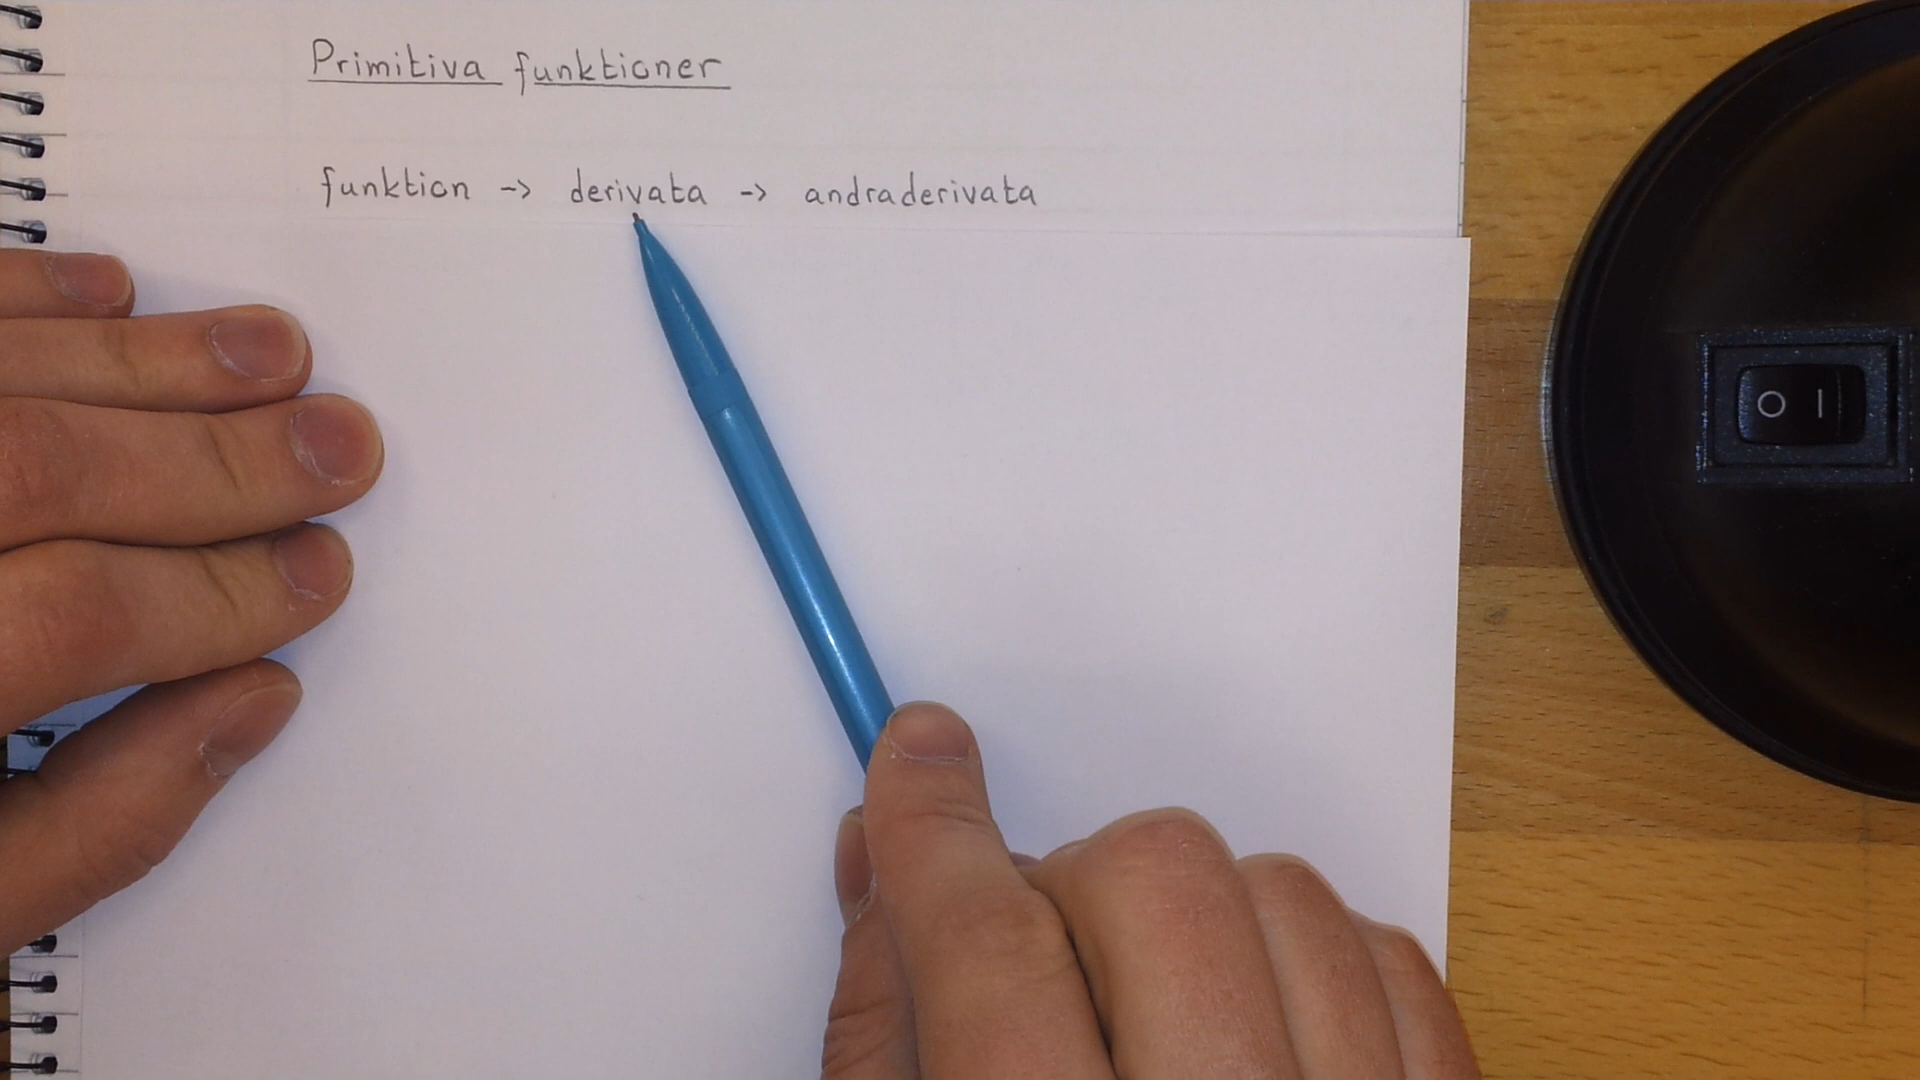 Primitiva funktioner
funktion -> derivata -> andraderivata
O I